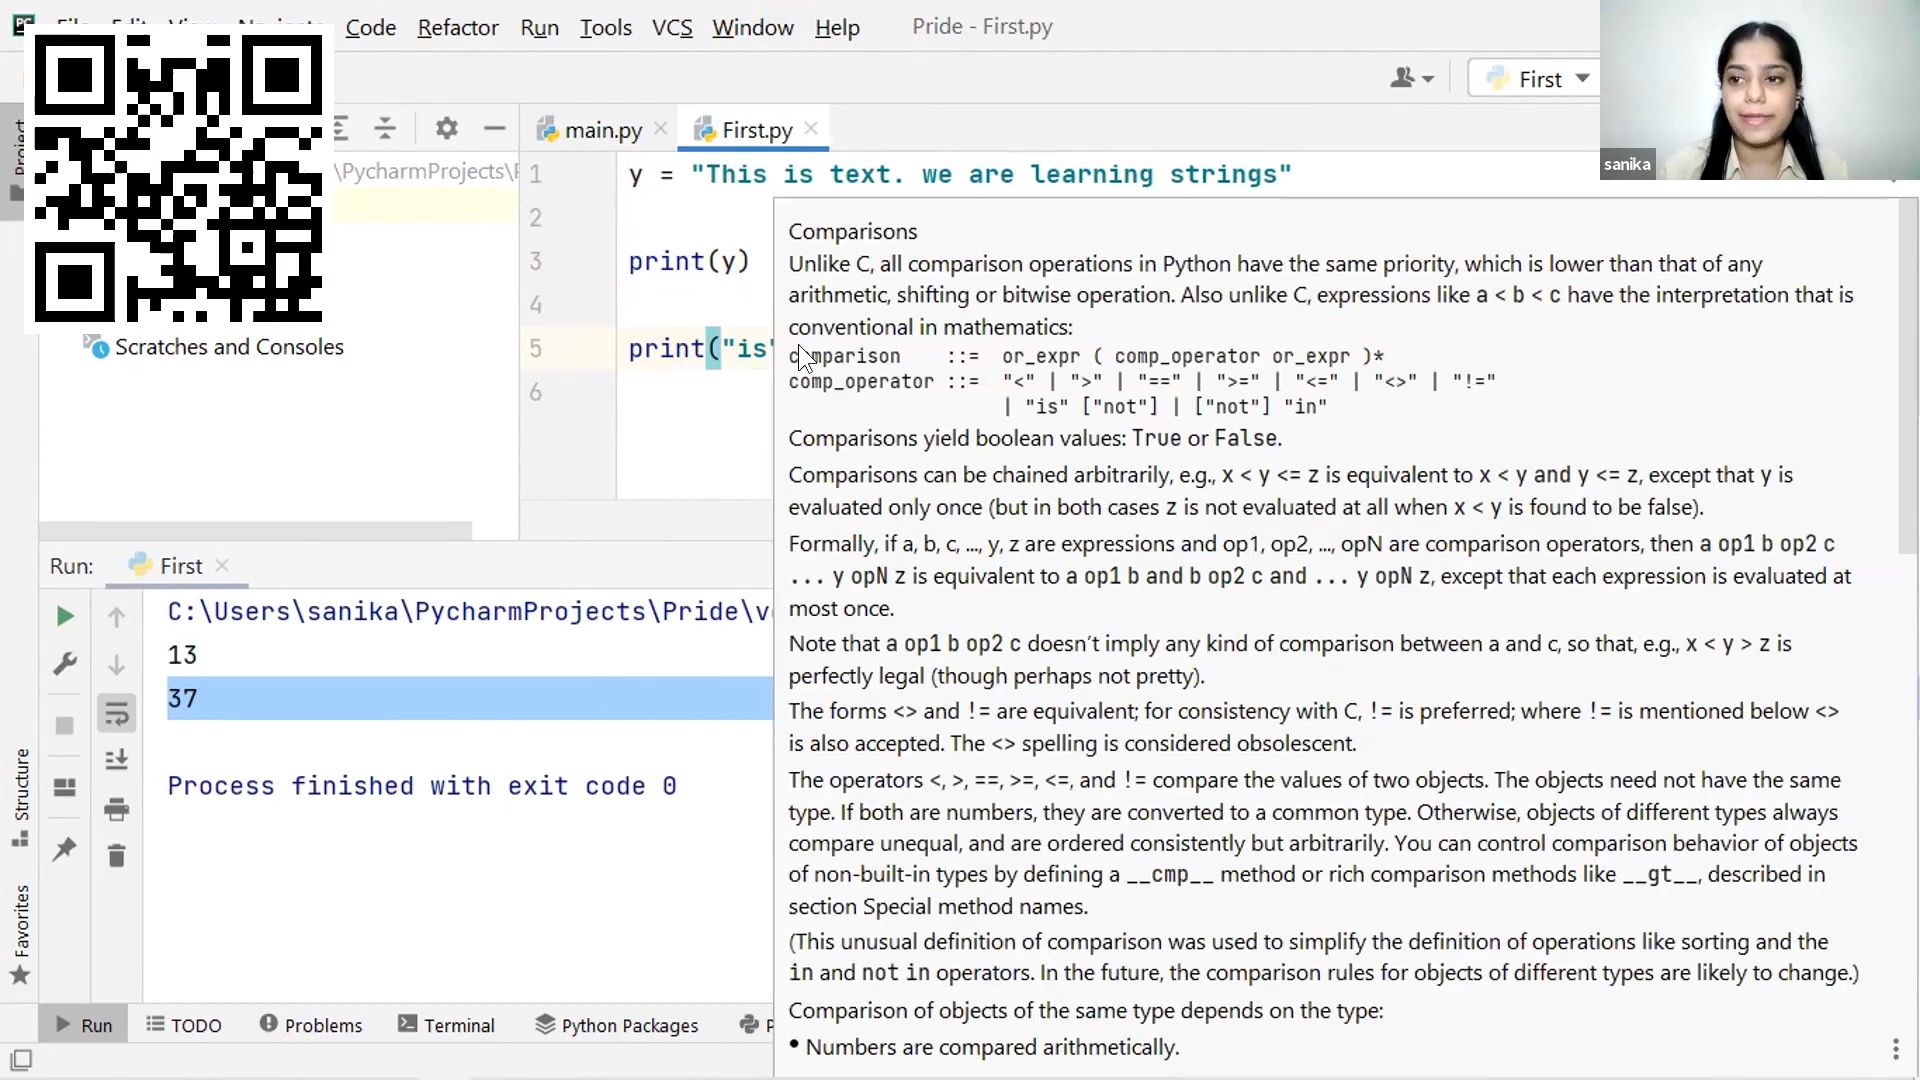 Code Refactor Run Tools VCS Window Help Pride - First.py
First
sanika
main.py First.py
\PycharmProjects\
1 y = "This is text. we are learning strings"
2
3 print(y)
4
5 print("is"
6
Scratches and Consoles
Comparisons
Unlike C, all comparison operations in Python have the same priority, which is lower than that of any
arithmetic, shifting or bitwise operation. Also unlike C, expressions like a < b < c have the interpretation that is
conventional in mathematics:
comparison ::= or_expr ( comp_operator or_expr )*
comp_operator ::= "<" | ">" | "==" | ">=" | "<=" | "<>" | "!="
| "is" ["not"] | ["not"] "in"
Comparisons yield boolean values: True or False.
Comparisons can be chained arbitrarily, e.g., x < y <= z is equivalent to x < y and y <= z, except that y is
evaluated only once (but in both cases z is not evaluated at all when x < y is found to be false).
Formally, if a, b, c, ..., y, z are expressions and op1, op2, ..., opN are comparison operators, then a op1 b op2 c
... y opN z is equivalent to a op1 b and b op2 c and ... y opN z, except that each expression is evaluated at
most once.
Note that a op1 b op2 c doesn't imply any kind of comparison between a and c, so that, e.g., x < y > z is
perfectly legal (though perhaps not pretty).
The forms <> and != are equivalent; for consistency with C, != is preferred; where != is mentioned below <>
is also accepted. The <> spelling is considered obsolescent.
The operators <, >, ==, >=, <=, and != compare the values of two objects. The objects need not have the same
type. If both are numbers, they are converted to a common type. Otherwise, objects of different types always
compare unequal, and are ordered consistently but arbitrarily. You can control comparison behavior of objects
of non-built-in types by defining a __cmp__ method or rich comparison methods like __gt__, described in
section Special method names.
(This unusual definition of comparison was used to simplify the definition of operations like sorting and the
in and not in operators. In the future, the comparison rules for objects of different types are likely to change.)
Comparison of objects of the same type depends on the type:
• Numbers are compared arithmetically.
Run: First
C:\Users\sanika\PycharmProjects\Pride\v
13
37
Process finished with exit code 0
Structure
Favorites
Run TODO Problems Terminal Python Packages